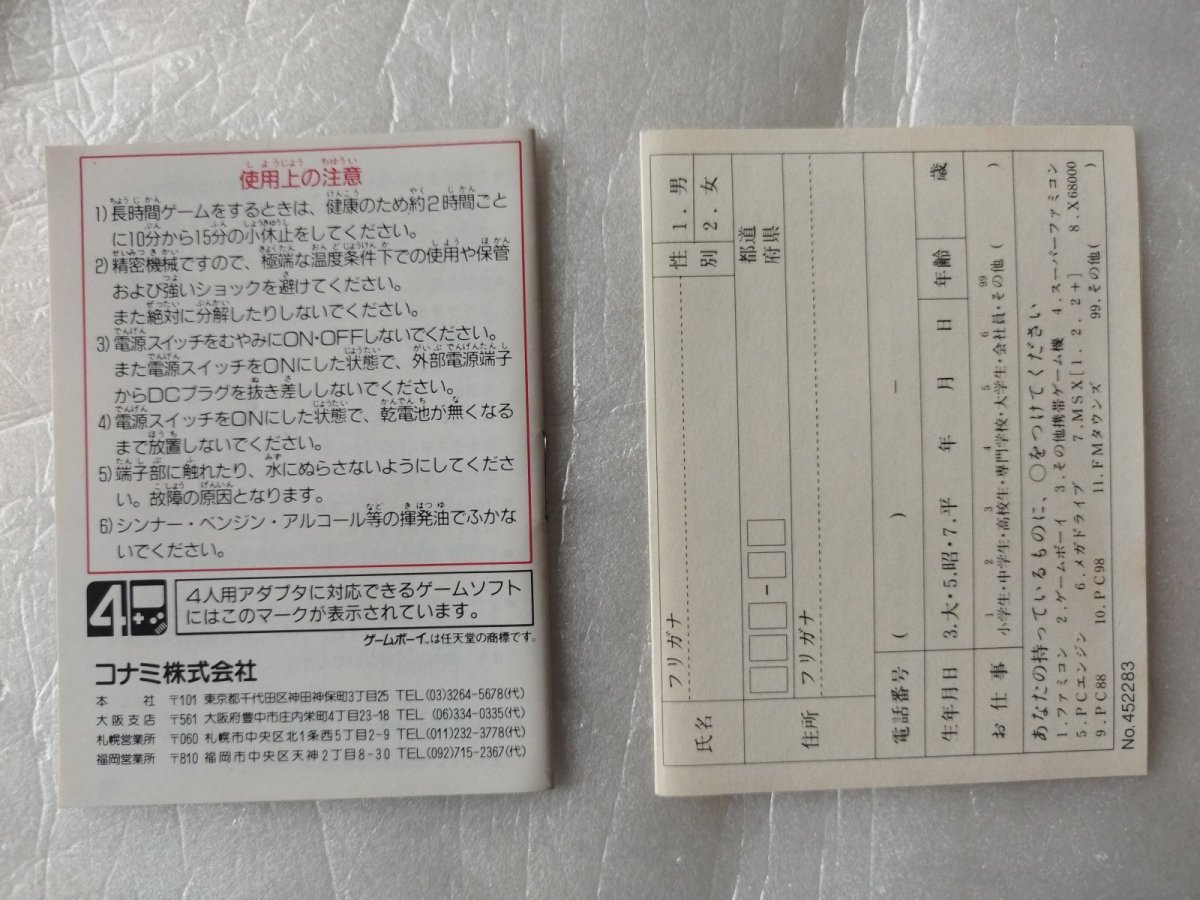 使用上の注意
1)長時間ゲームをするときは、健康のため約2時間ごと
に10分から15分の小休止をしてください。
2)精密機械ですので、極端な温度条件下での使用や保管
および強いショックを避けてください。
また絶対に分解したりしないでください。
3)電源スイッチをむやみにON・OFFしないでください。
また電源スイッチをONにした状態で、外部電源端子
からDCプラグを抜き差ししないでください。
4)電源スイッチをONにした状態で、乾電池が無くなる
まで放置しないでください。
5)端子部に触れたり、水にぬらさないようにしてくださ
い。故障の原因となります。
6)シンナー・ベンジン・アルコール等の揮発油でふかな
いでください。
4
4人用アダプタに対応できるゲームソフト
にはこのマークが表示されています。
ゲームボーイ™は任天堂の商標です。
コナミ株式会社
本社 〒101 東京都千代田区神田神保町3丁目25 TEL(03)3264-5678(代)
大阪支店 〒561 大阪府豊中市庄内栄町4丁目23-18 TEL(06)334-0335(代)
札幌営業所 〒060 札幌市中央区北1条西5丁目2-9 TEL(011)232-3778(代)
福岡営業所 〒810 福岡市中央区天神2丁目8-30 TEL(092)715-2367(代)
氏名 フリガナ 性別 1.男 2.女
住所 フリガナ - 都道府県
電話番号 ( ) -
生年月日 3.大・5.昭・7.平 年 月 日 年齢 歳
お仕事 1小学生・2中学生・3高校生・4専門学校・5大学生・6会社員・99その他( )
あなたの持っているものに、○をつけてください
1.ファミコン 2.ゲームボーイ 3.その他携帯ゲーム機 4.スーパーファミコン
5.PCエンジン 6.メガドライブ 7.MSX[1、2、2+] 8.X68000
9.PC88 10.PC98 11.FMタウンズ 99.その他( )
No.452283